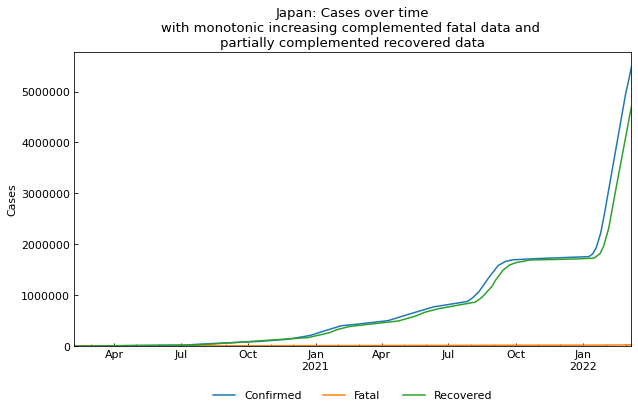 Japan: Cases over time
with monotonic increasing complemented fatal data and
partially complemented recovered data
Cases
5000000
4000000
3000000
2000000
1000000
0
Apr Jul Oct Jan Apr Jul Oct Jan
2021 2022
Confirmed Fatal Recovered